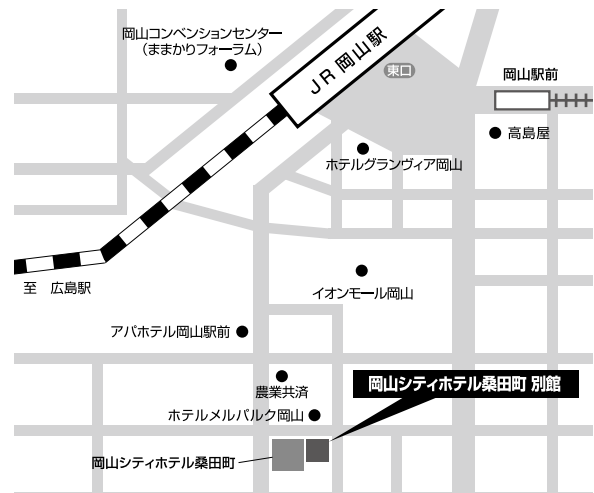 岡山コンベンションセンター
（ままかりフォーラム）
JR 岡山駅
東口
岡山駅前
高島屋
ホテルグランヴィア岡山
至 広島駅
イオンモール岡山
アパホテル岡山駅前
岡山シティホテル桑田町 別館
農業共済
ホテルメルパルク岡山
岡山シティホテル桑田町